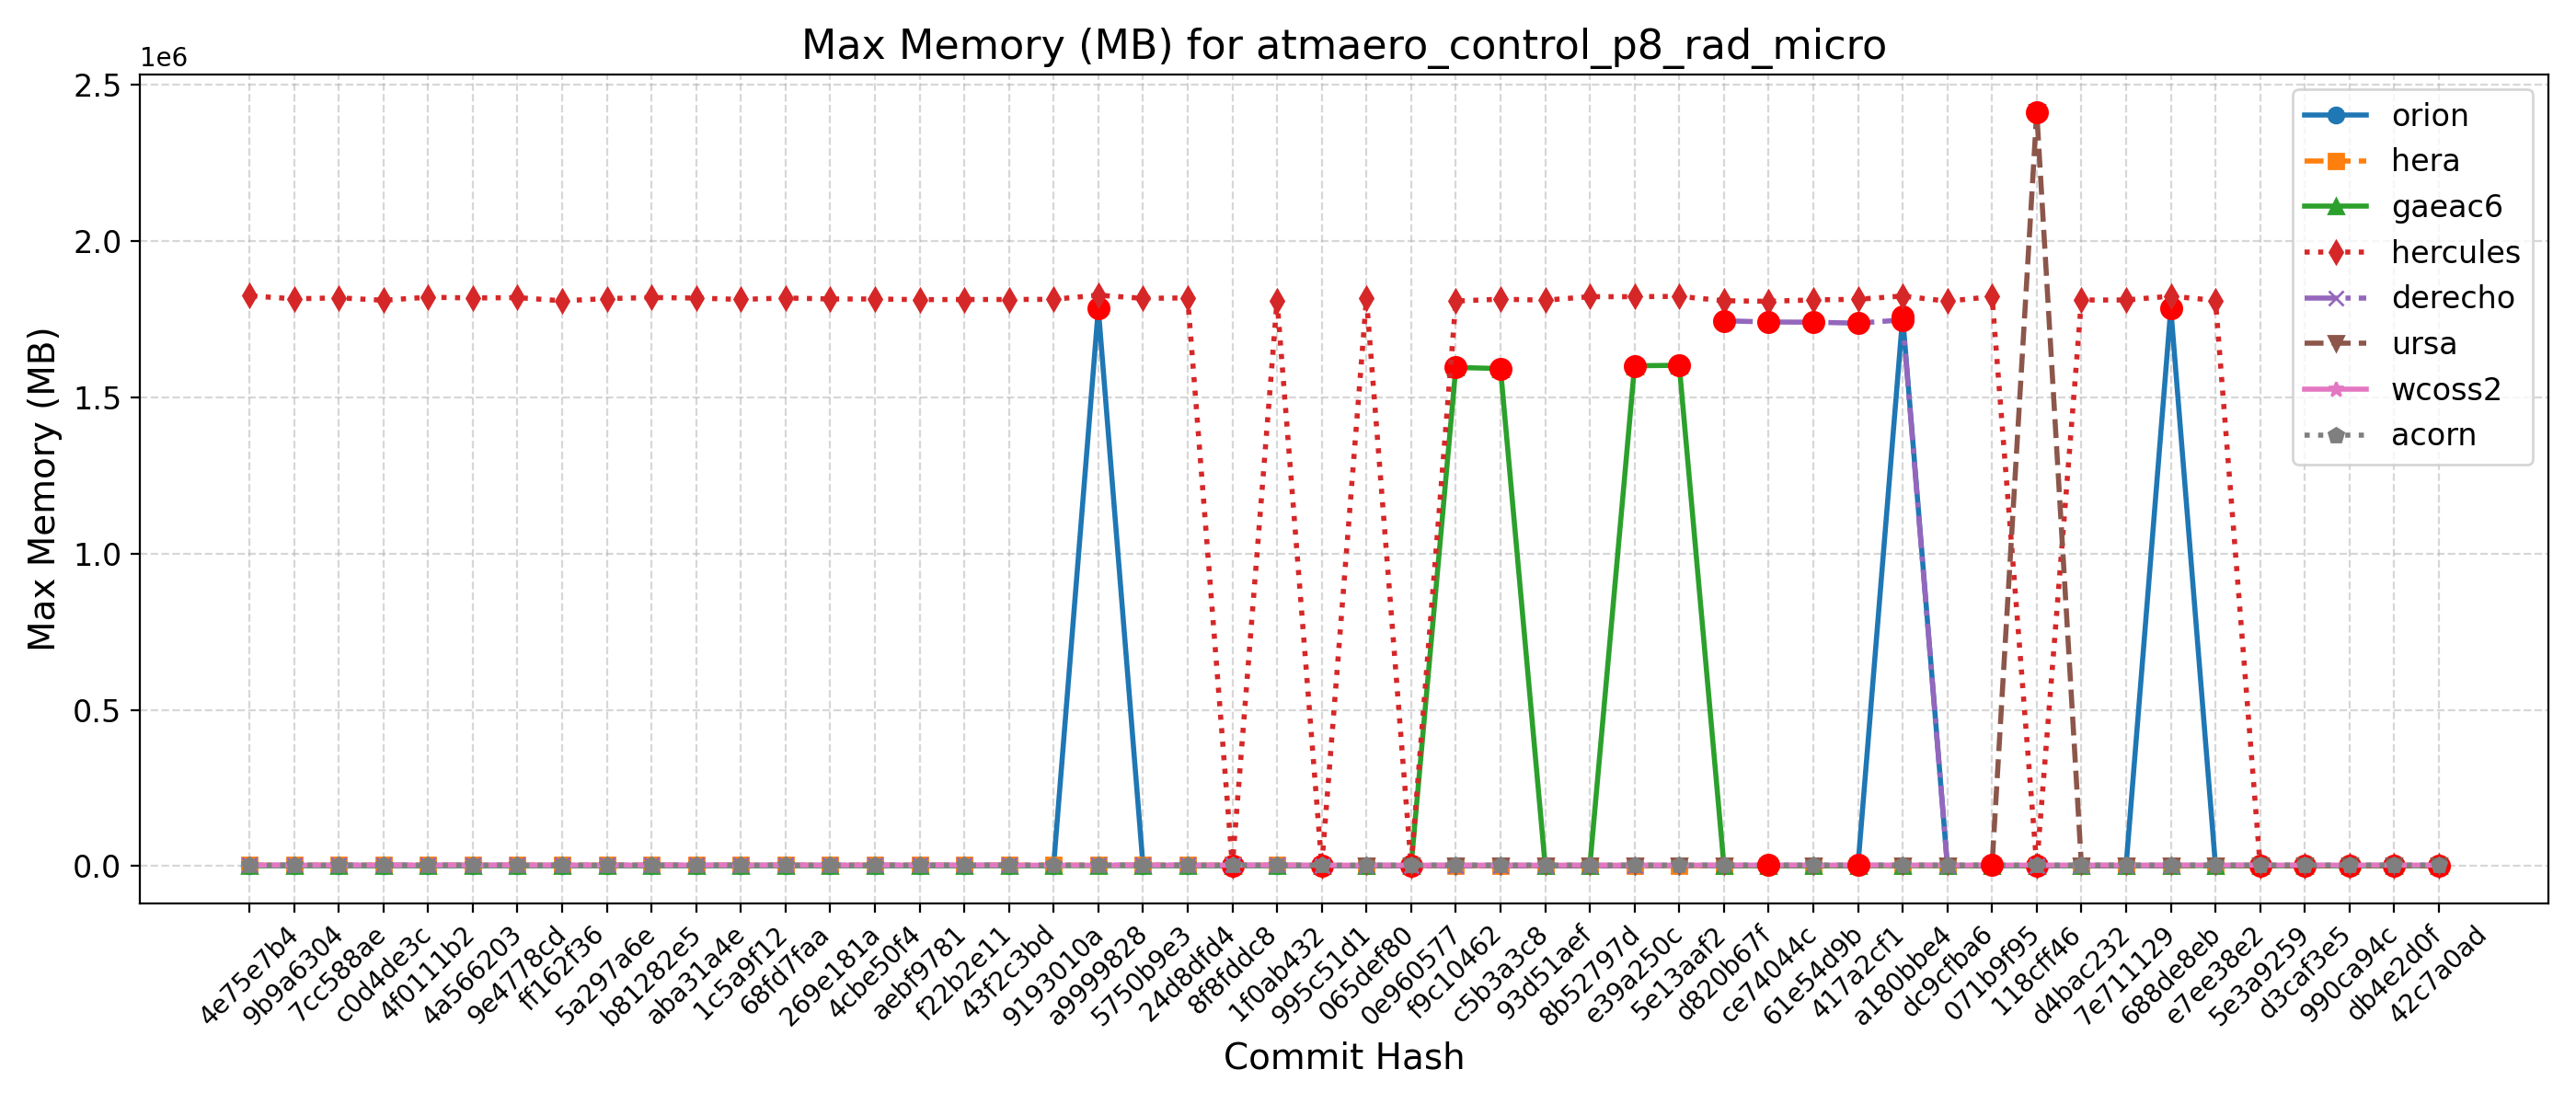 Max Memory (MB) for atmaero_control_p8_rad_micro
1e6
2.5
2.0
1.5
1.0
0.5
0.0
Max Memory (MB)
orion
hera
gaeac6
hercules
derecho
ursa
wcoss2
acorn
4e75e7b4
9b9a6304
7cc588ae
c0d4de3c
4f0111b2
4a566203
9e4778cd
ff162f36
5a297a6e
b81282e5
aba31a4e
1c5a9f12
68fd7faa
269e181a
4cbe50f4
aebf9781
f22b2e11
43f2c3bd
9193010a
a9999828
5750b9e3
24d8dfd4
8f8fddc8
1f0ab432
995c51d1
065def80
0e960577
f9c10462
c5b3a3c8
93d51aef
8b52797d
e39a250c
5e13aaf2
d820b67f
ce74044c
61e54d9b
417a2cf1
a180bbe4
dc9cfba6
071b9f95
118cff46
d4bac232
7e711129
688de8eb
e7ee38e2
5e3a9259
d3caf3e5
990ca94c
db4e2d0f
42c7a0ad
Commit Hash